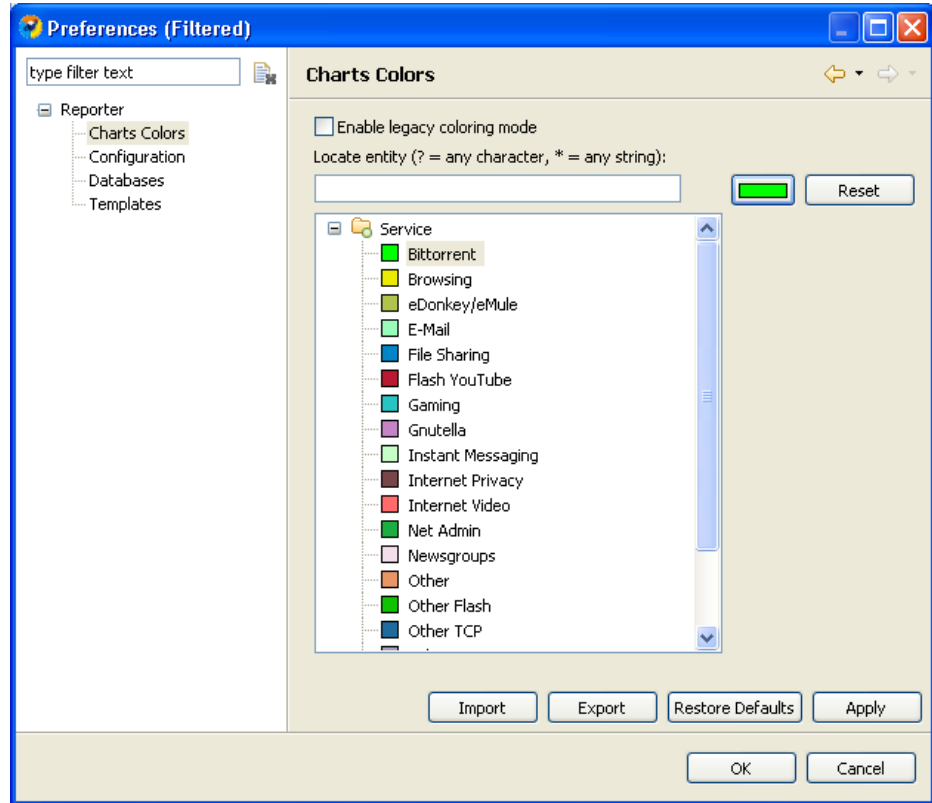 Preferences (Filtered)
type filter text
Reporter
Charts Colors
Configuration
Databases
Templates
Charts Colors
Enable legacy coloring mode
Locate entity (? = any character, * = any string):
Reset
Service
Bittorrent
Browsing
eDonkey/eMule
E-Mail
File Sharing
Flash YouTube
Gaming
Gnutella
Instant Messaging
Internet Privacy
Internet Video
Net Admin
Newsgroups
Other
Other Flash
Other TCP
Import Export Restore Defaults Apply
OK Cancel